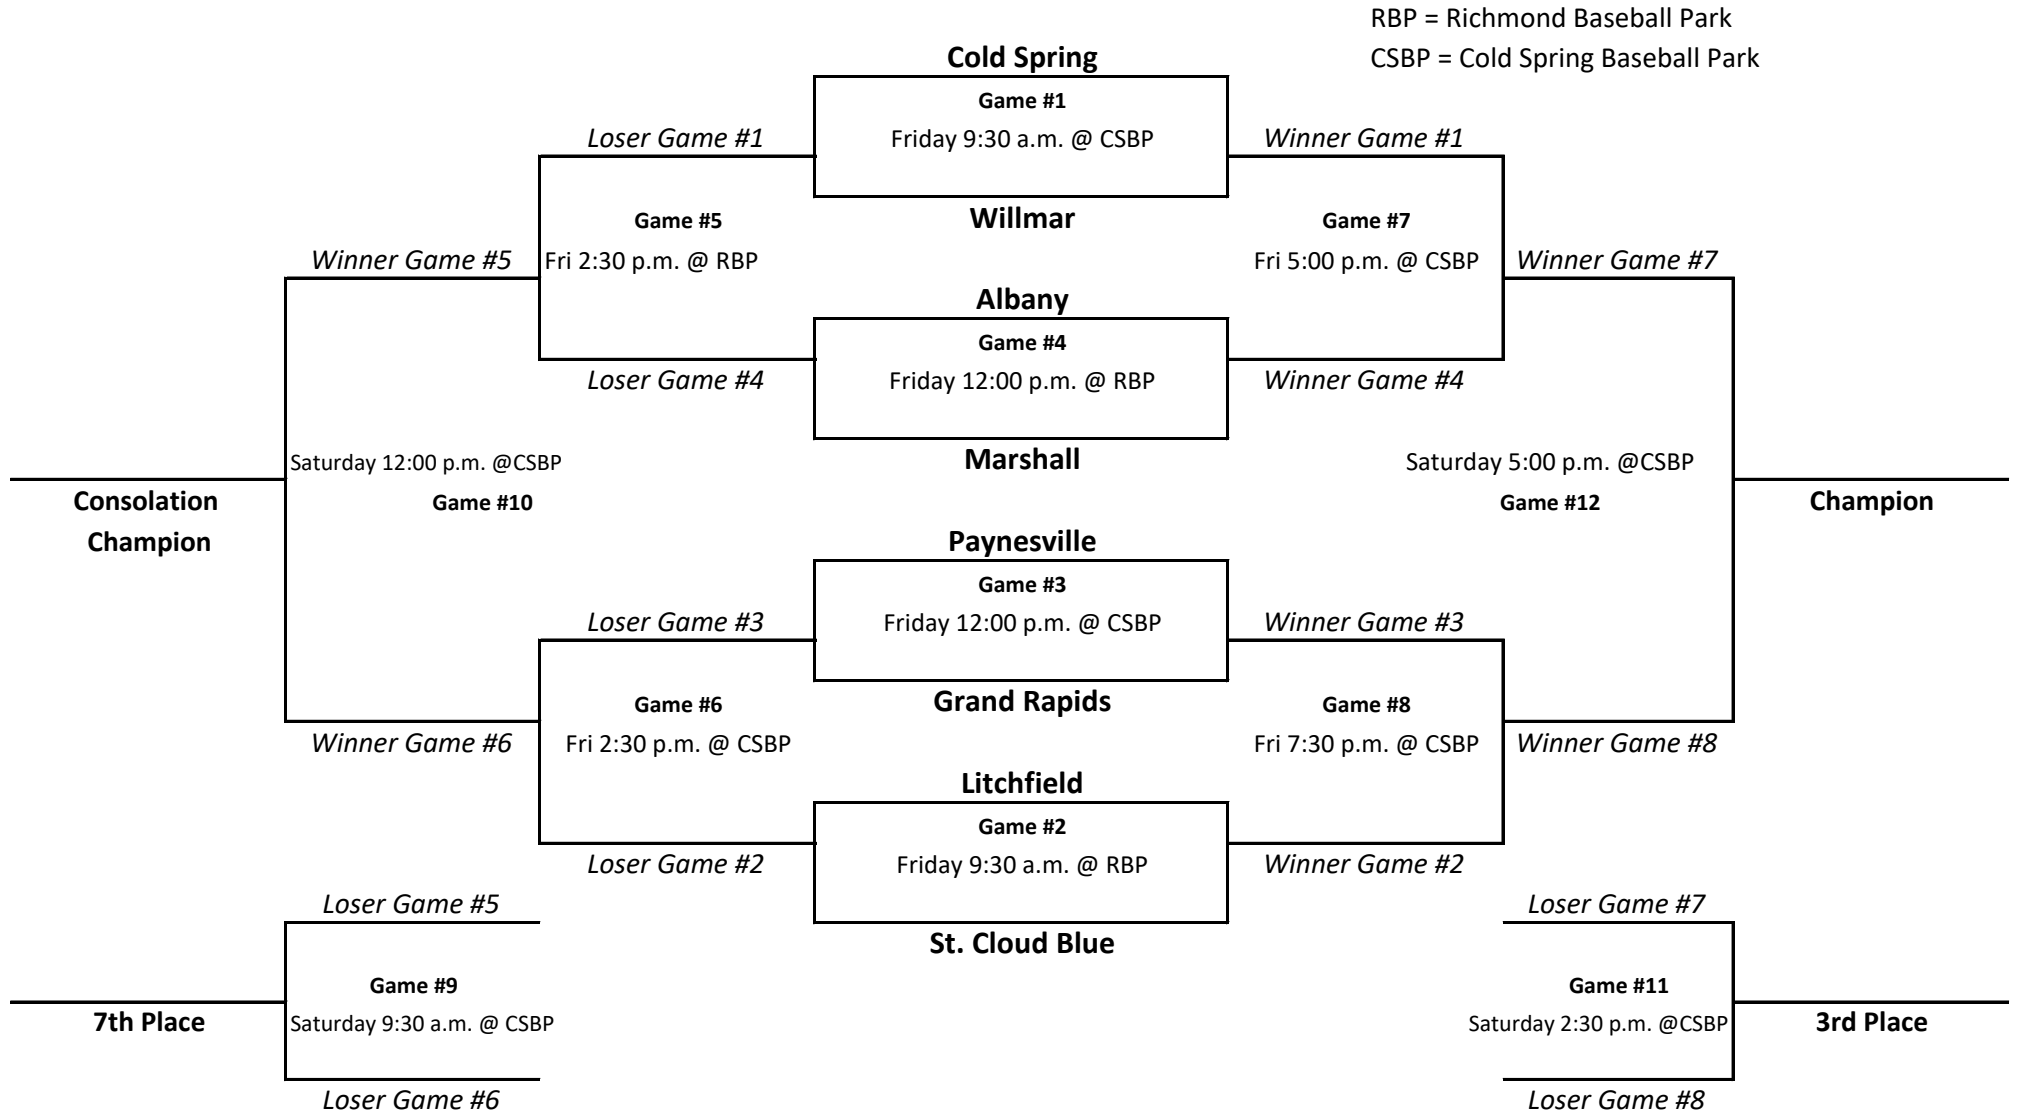 RBP = Richmond Baseball Park
CSBP = Cold Spring Baseball Park
Cold Spring
Game #1
Friday 9:30 a.m. @ CSBP
Loser Game #1
Winner Game #1
Willmar
Game #5
Fri 2:30 p.m. @ RBP
Game #7
Fri 5:00 p.m. @ CSBP
Winner Game #5
Winner Game #7
Albany
Game #4
Friday 12:00 p.m. @ RBP
Loser Game #4
Winner Game #4
Marshall
Saturday 12:00 p.m. @CSBP
Game #10
Saturday 5:00 p.m. @CSBP
Game #12
Consolation
Champion
Champion
Paynesville
Game #3
Friday 12:00 p.m. @ CSBP
Loser Game #3
Winner Game #3
Grand Rapids
Game #6
Fri 2:30 p.m. @ CSBP
Game #8
Fri 7:30 p.m. @ CSBP
Winner Game #6
Winner Game #8
Litchfield
Game #2
Friday 9:30 a.m. @ RBP
Loser Game #2
Winner Game #2
St. Cloud Blue
Loser Game #5
Game #9
Saturday 9:30 a.m. @ CSBP
7th Place
Loser Game #6
Loser Game #7
Game #11
Saturday 2:30 p.m. @CSBP
3rd Place
Loser Game #8